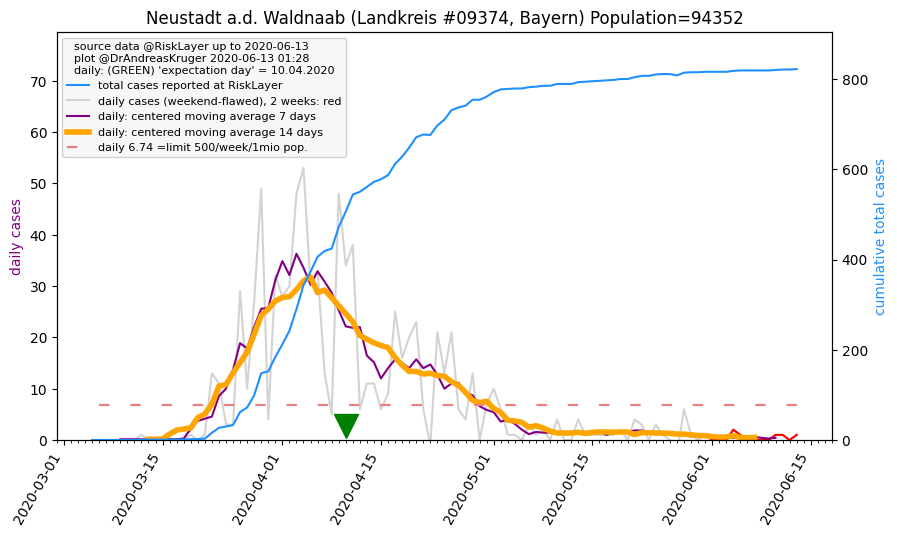 Neustadt a.d. Waldnaab (Landkreis #09374, Bayern) Population=94352
source data @RiskLayer up to 2020-06-13
plot @DrAndreasKruger 2020-06-13 01:28
daily: (GREEN) 'expectation day' = 10.04.2020
total cases reported at RiskLayer
daily cases (weekend-flawed), 2 weeks: red
daily: centered moving average 7 days
daily: centered moving average 14 days
daily 6.74 =limit 500/week/1mio pop.
daily cases
70
60
50
40
30
20
10
0
cumulative total cases
800
600
400
200
0
2020-03-01
2020-03-15
2020-04-01
2020-04-15
2020-05-01
2020-05-15
2020-06-01
2020-06-15